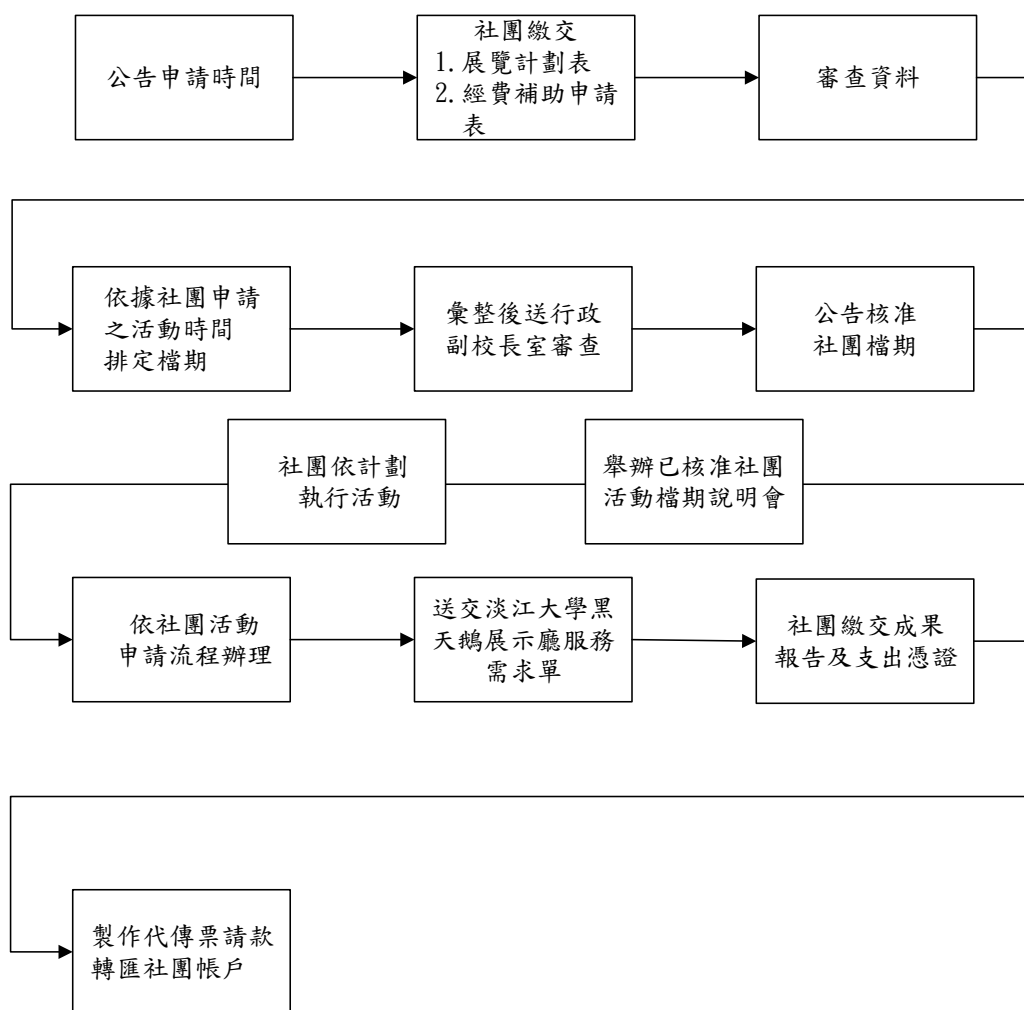 公告申請時間
社團繳交
1.展覽計劃表
2.經費補助申請
表
審查資料
依據社團申請
之活動時間
排定檔期
彙整後送行政
副校長室審查
公告核准
社團檔期
舉辦已核准社團
活動檔期說明會
社團依計劃
執行活動
依社團活動
申請流程辦理
送交淡江大學黑
天鵝展示廳服務
需求單
社團繳交成果
報告及支出憑證
製作代傳票請款
轉匯社團帳戶